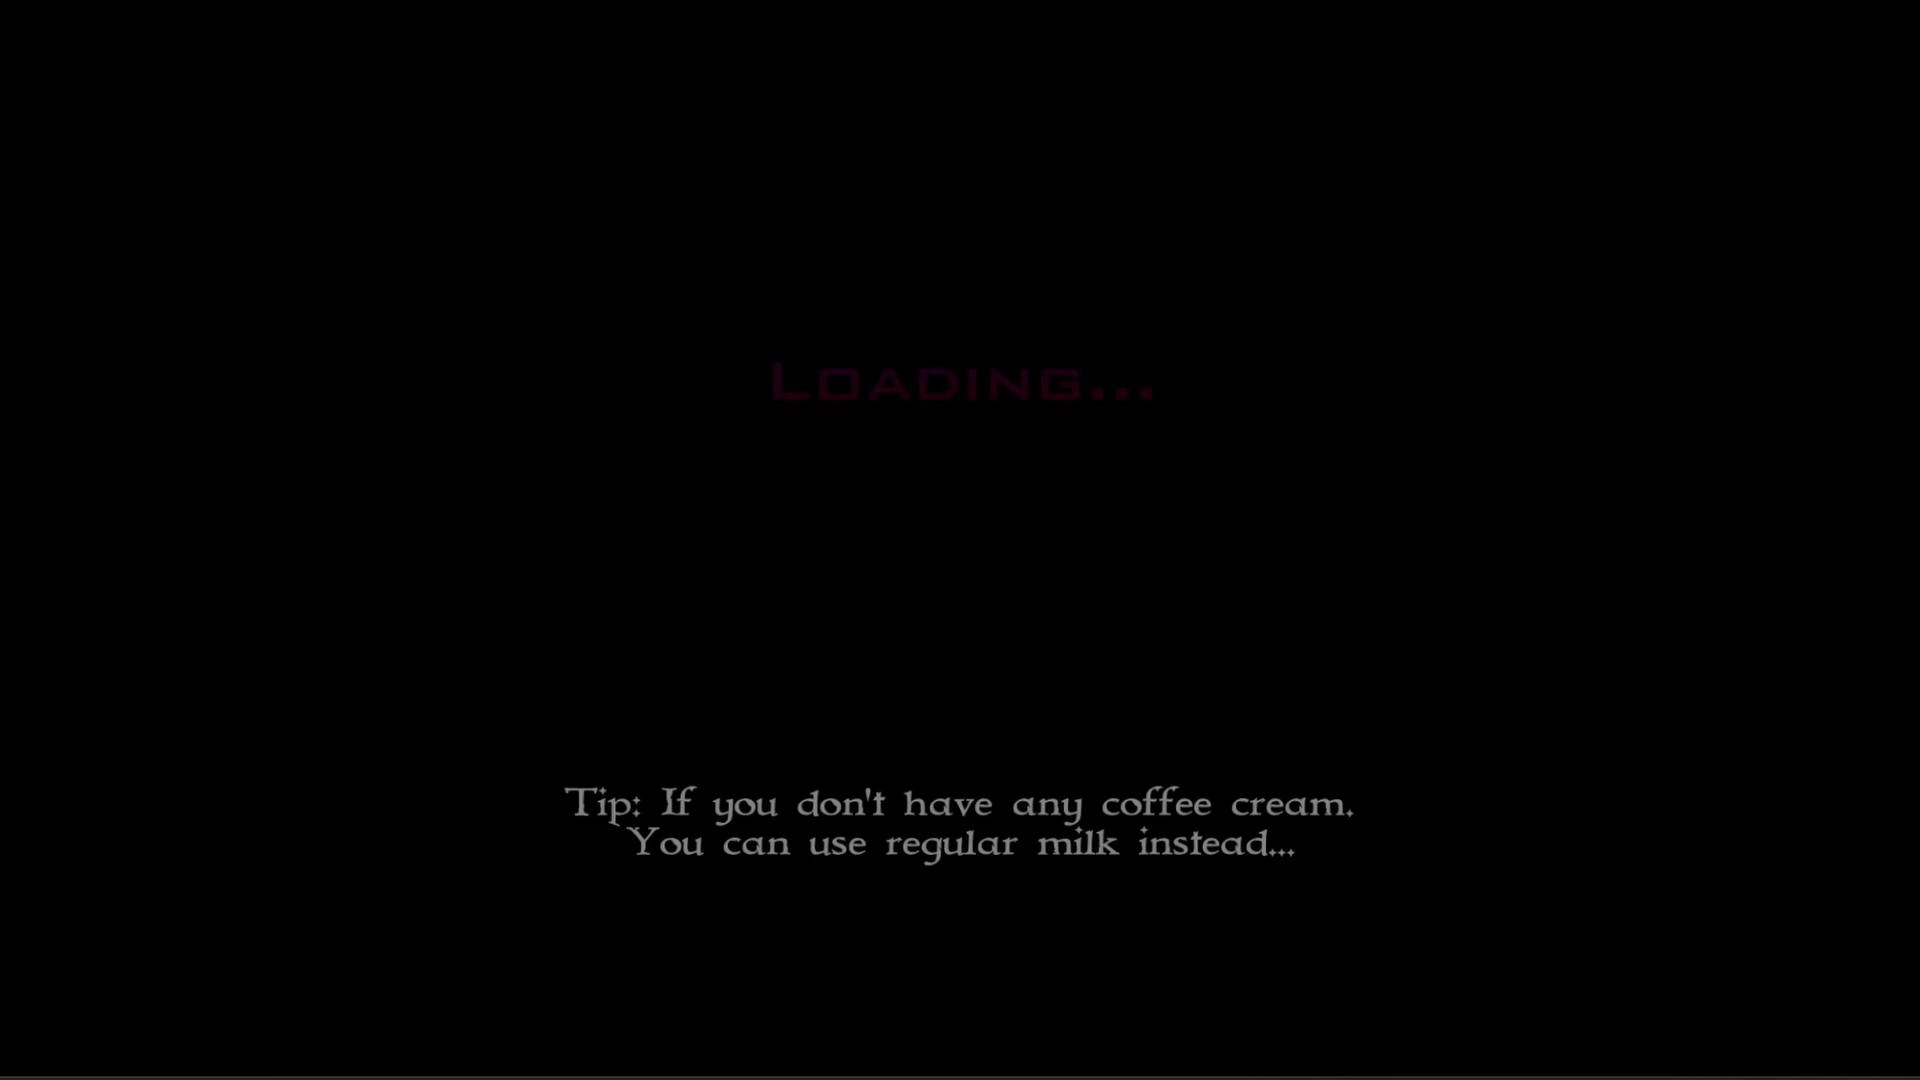 Loading...
Tip: If you don't have any coffee cream.
You can use regular milk instead...